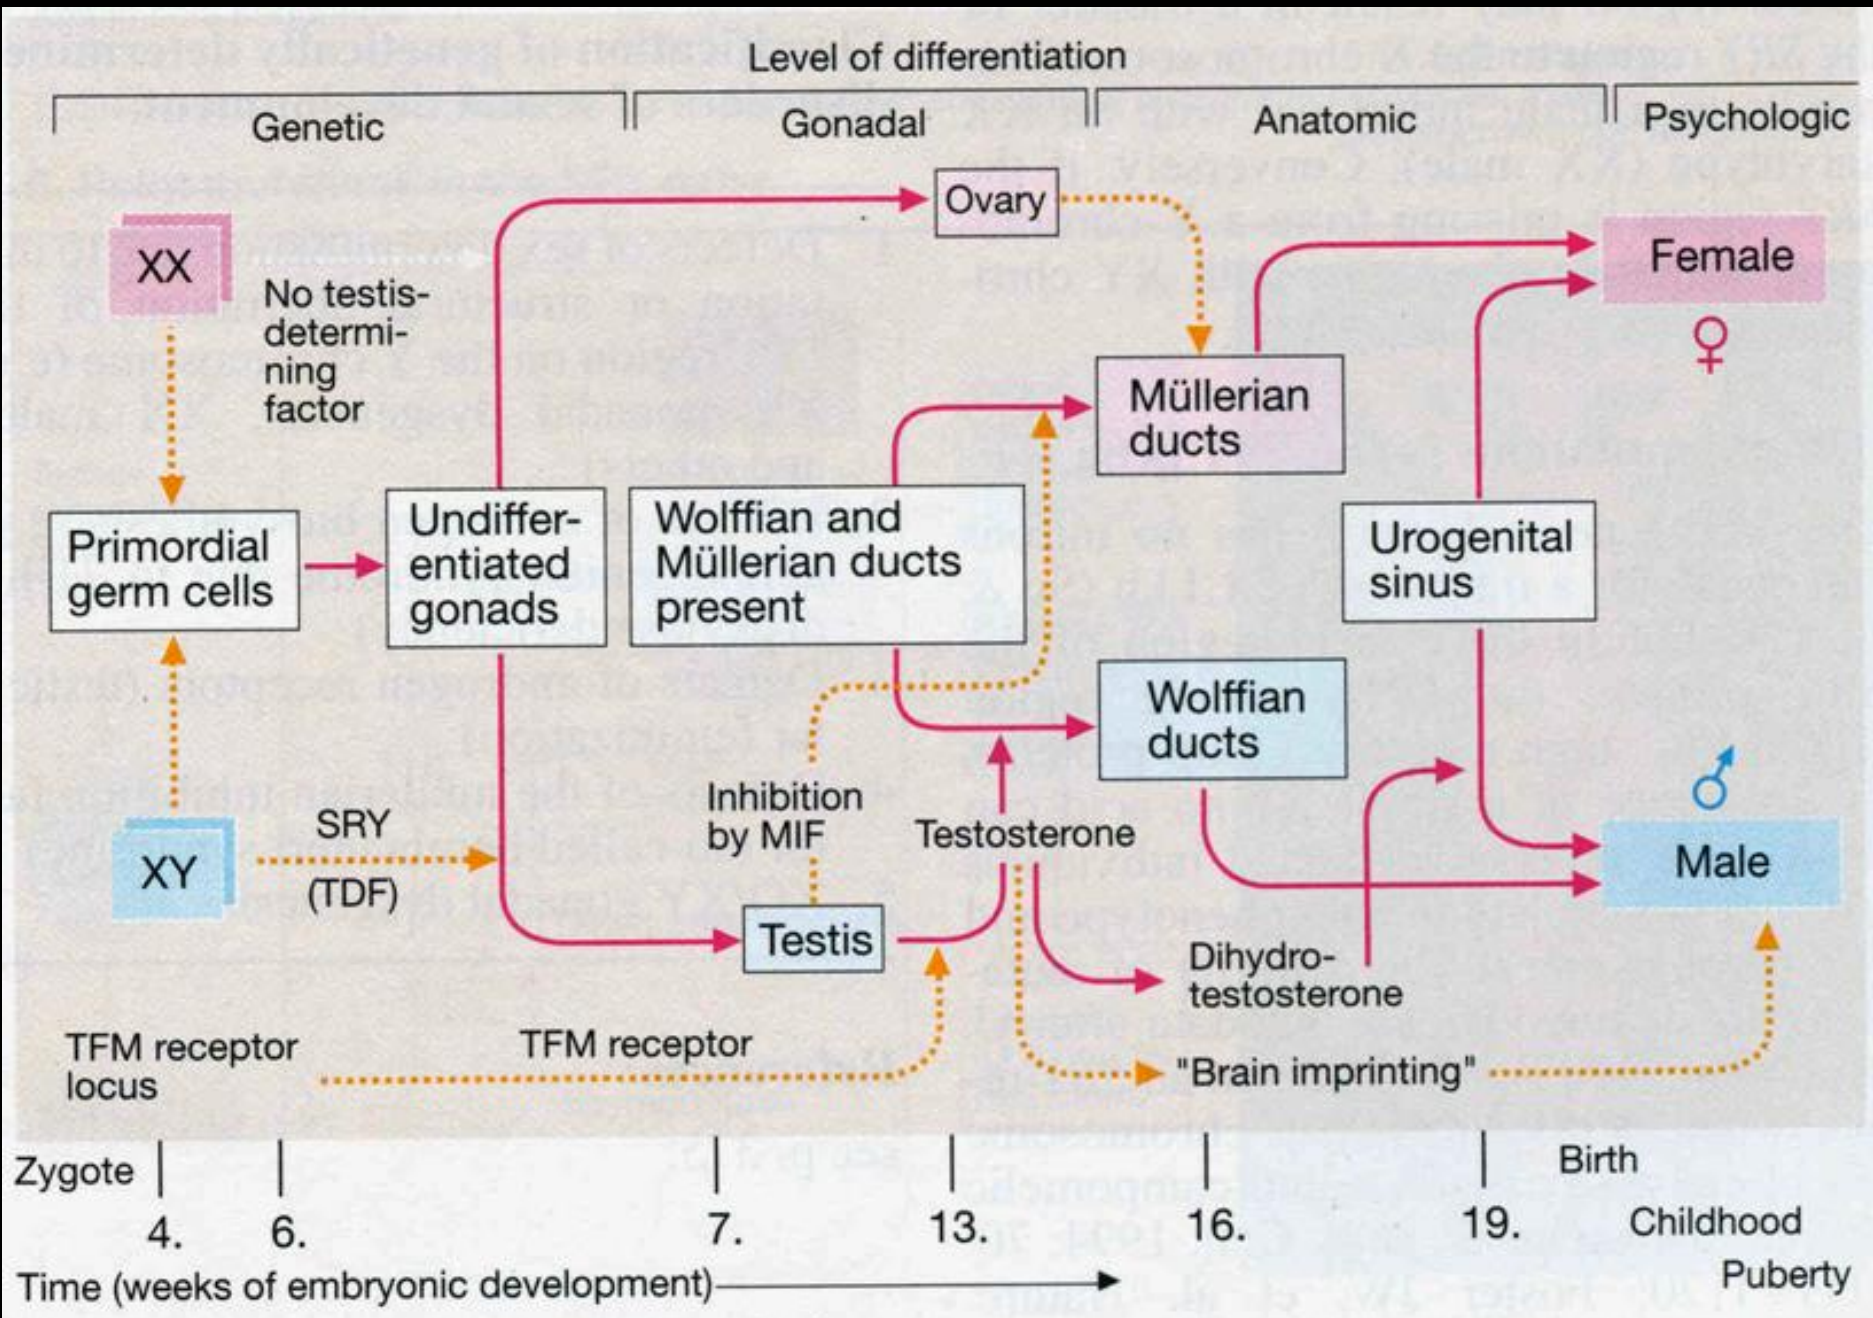 Level of differentiation
Genetic
Gonadal
Anatomic
Psychologic
XX
No testis-
determi-
ning
factor
Ovary
Female
♀
Müllerian
ducts
Primordial
germ cells
Undiffer-
entiated
gonads
Wolffian and
Müllerian ducts
present
Urogenital
sinus
Wolffian
ducts
XY
SRY
(TDF)
Inhibition
by MIF
Testosterone
♂
Male
Testis
Dihydro-
testosterone
TFM receptor
locus
TFM receptor
"Brain imprinting"
Zygote
Birth
4.
6.
7.
13.
16.
19.
Childhood
Time (weeks of embryonic development)
Puberty